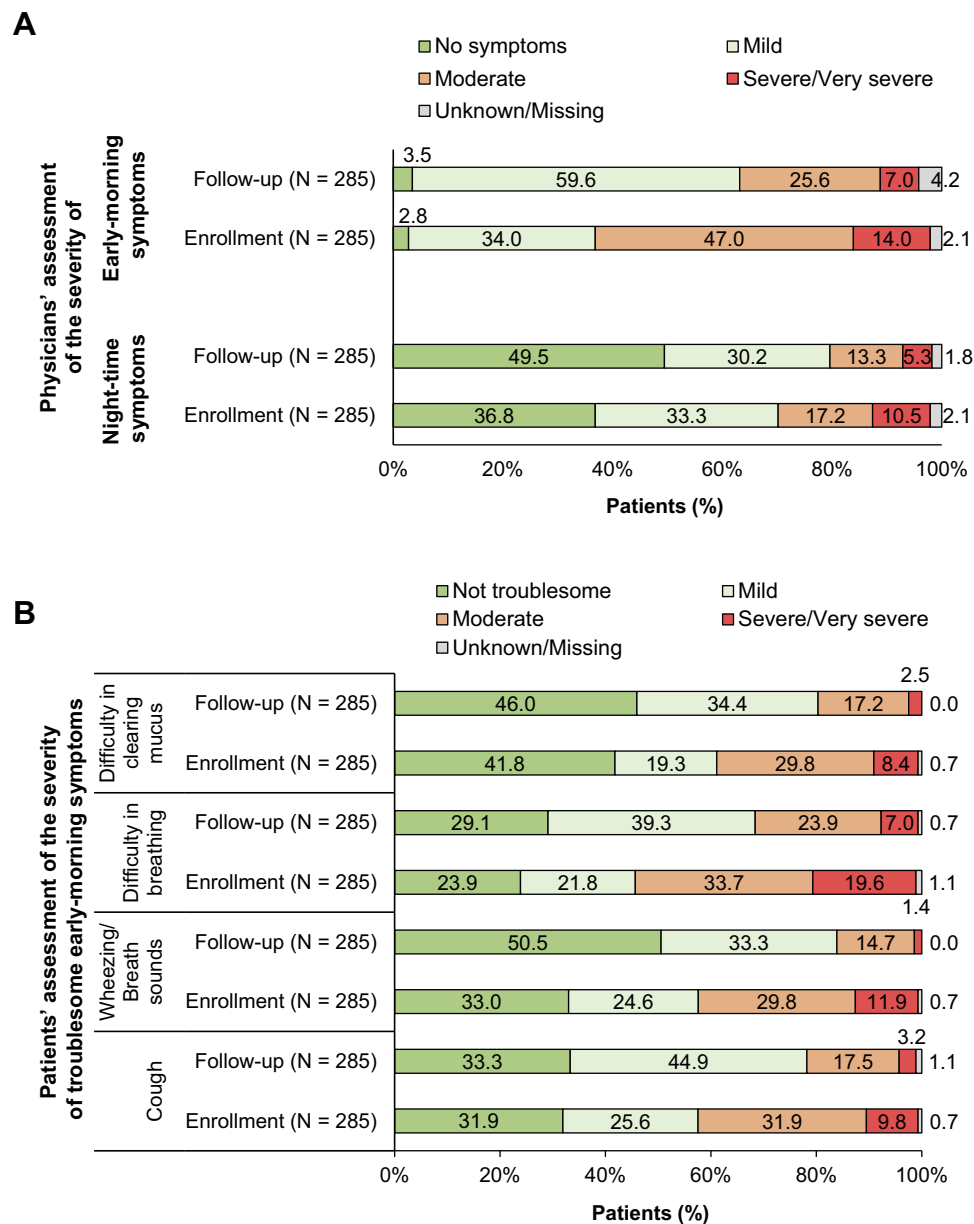 A
No symptoms Mild
Moderate Severe/Very severe
Unknown/Missing
Physicians’ assessment
of the severity of
Early-morning
symptoms
3.5
Follow-up (N = 285) 59.6 25.6 7.0 4.2
2.8
Enrollment (N = 285) 34.0 47.0 14.0 2.1
Night-time
symptoms
Follow-up (N = 285) 49.5 30.2 13.3 5.3 1.8
Enrollment (N = 285) 36.8 33.3 17.2 10.5 2.1
0% 20% 40% 60% 80% 100%
Patients (%)
B
Not troublesome Mild
Moderate Severe/Very severe
Unknown/Missing
Patients’ assessment of the severity
of troublesome early-morning symptoms
Difficulty in
clearing
mucus
2.5
Follow-up (N = 285) 46.0 34.4 17.2 0.0
Enrollment (N = 285) 41.8 19.3 29.8 8.4 0.7
Difficulty in
breathing
Follow-up (N = 285) 29.1 39.3 23.9 7.0 0.7
Enrollment (N = 285) 23.9 21.8 33.7 19.6 1.1
Wheezing/
Breath
sounds
1.4
Follow-up (N = 285) 50.5 33.3 14.7 0.0
Enrollment (N = 285) 33.0 24.6 29.8 11.9 0.7
Cough
3.2
Follow-up (N = 285) 33.3 44.9 17.5 1.1
Enrollment (N = 285) 31.9 25.6 31.9 9.8 0.7
0% 20% 40% 60% 80% 100%
Patients (%)